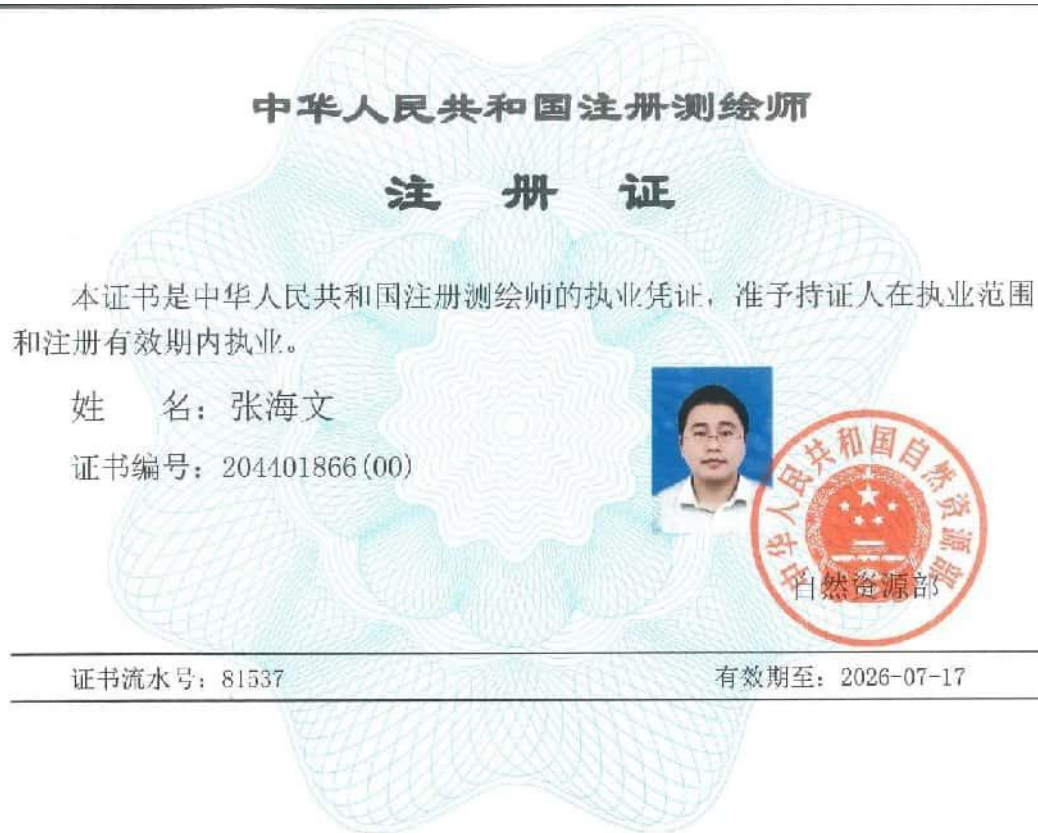 中华人民共和国注册测绘师
注 册 证
本证书是中华人民共和国注册测绘师的执业凭证，准予持证人在执业范围
和注册有效期内执业。
姓 名：张海文
证书编号：204401866(00)
中华人民共和国自然资源部
自然资源部
证书流水号：81537
有效期至：2026-07-17